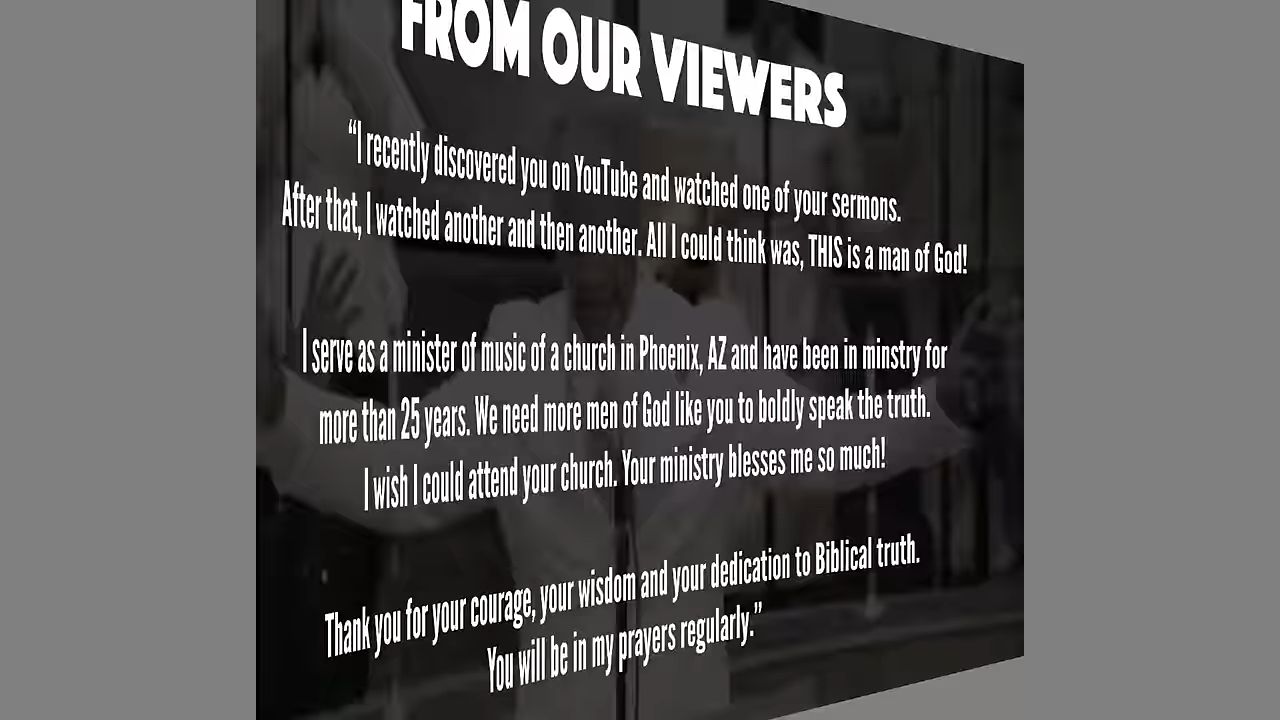 FROM OUR VIEWERS
“I recently discovered you on YouTube and watched one of your sermons.
After that, I watched another and then another. All I could think was, THIS is a man of God!
I serve as a minister of music of a church in Phoenix, AZ and have been in minstry for
more than 25 years. We need more men of God like you to boldly speak the truth.
I wish I could attend your church. Your ministry blesses me so much!
Thank you for your courage, your wisdom and your dedication to Biblical truth.
You will be in my prayers regularly.”